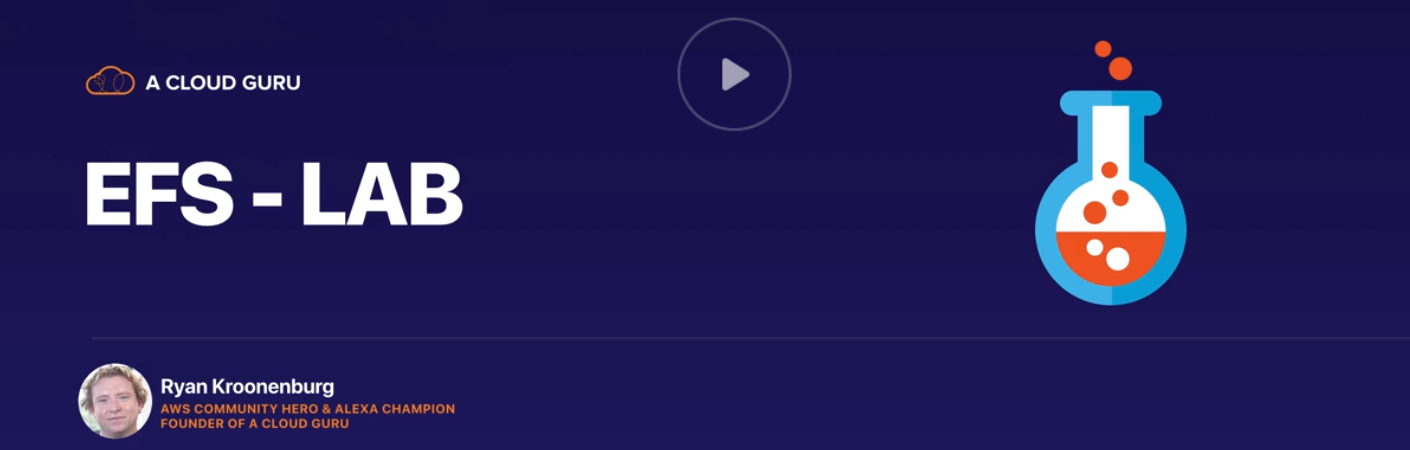 A CLOUD GURU
EFS - LAB
Ryan Kroonenburg
AWS COMMUNITY HERO & ALEXA CHAMPION
FOUNDER OF A CLOUD GURU